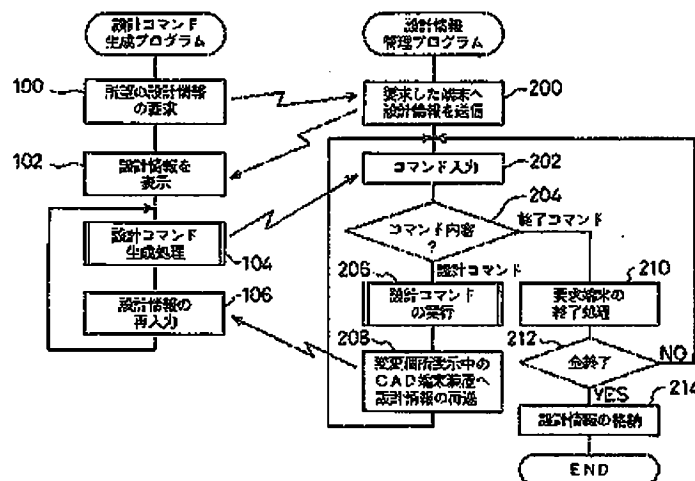 設計コマンド
生成プログラム
100
所望の設計情報
の要求
102
設計情報を
表示
設計コマンド
生成処理
104
設計情報の
再入力
106
設計情報
管理プログラム
要求した端末へ
設計情報を送信
200
コマンド入力
202
204
コマンド内容
?
終了コマンド
設計コマンド
206
設計コマンド
の実行
208
変更個所表示中の
CAD端末装置へ
設計情報の再送
210
要求端末の
終了処理
212
全終了
NO
YES
214
設計情報の格納
END